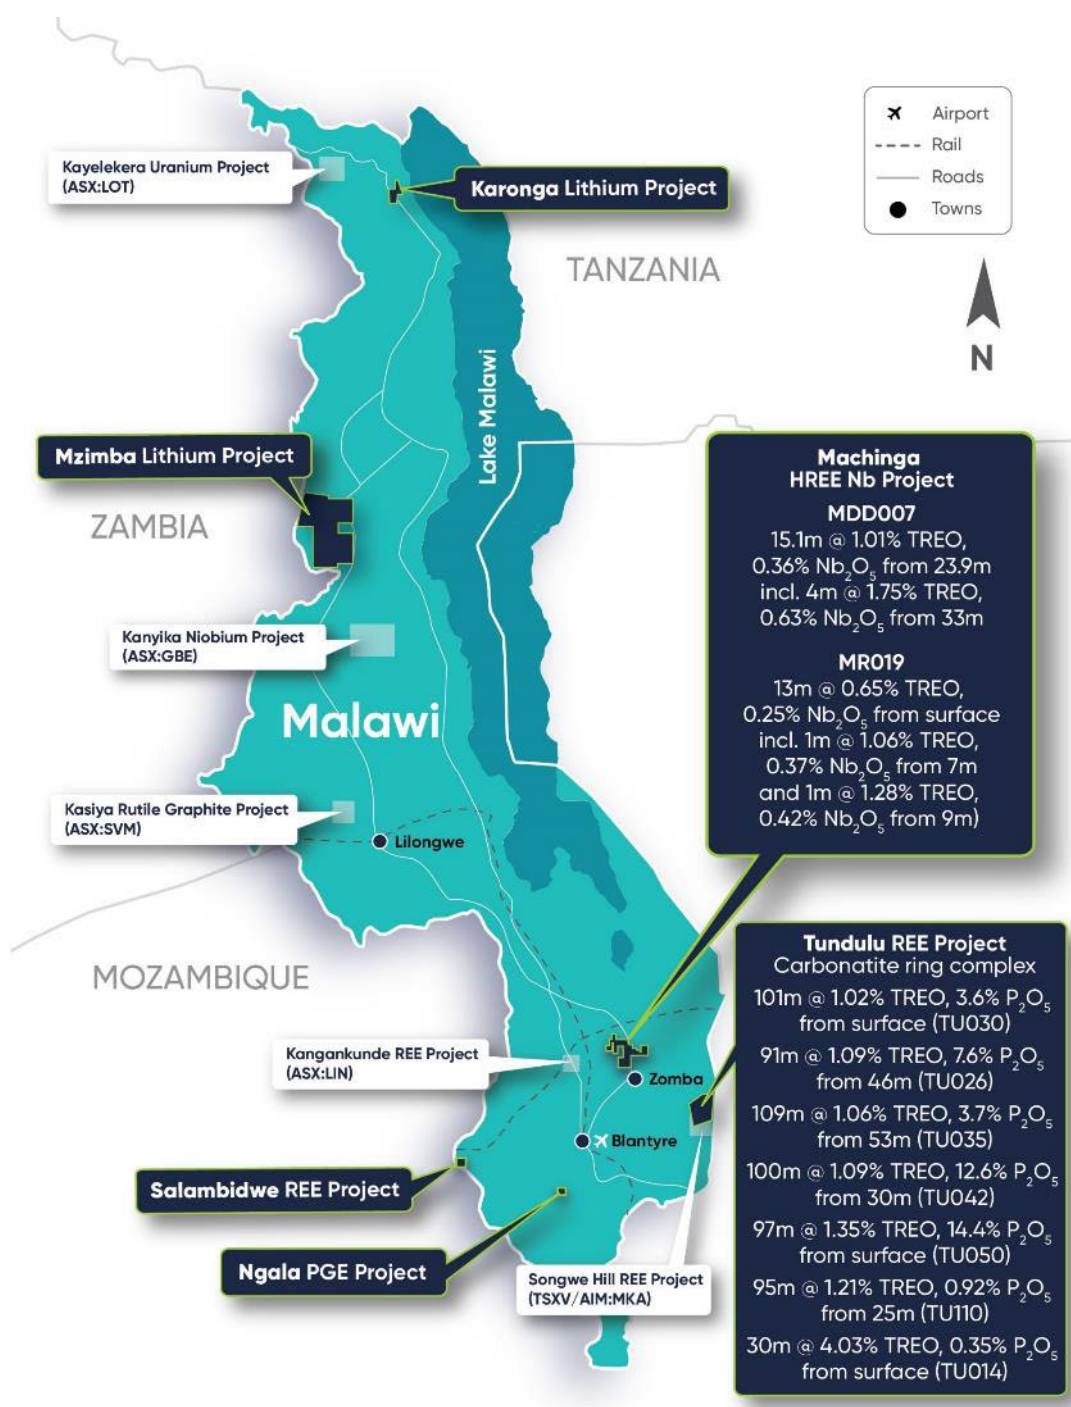 Airport
Rail
Roads
Towns
N
Kayelekera Uranium Project
(ASX:LOT)
Karonga Lithium Project
TANZANIA
Lake Malawi
Mzimba Lithium Project
ZAMBIA
Machinga
HREE Nb Project
MDD007
15.1m @ 1.01% TREO,
0.36% Nb₂O₅ from 23.9m
incl. 4m @ 1.75% TREO,
0.63% Nb₂O₅ from 33m
MR019
13m @ 0.65% TREO,
0.25% Nb₂O₅ from surface
incl. 1m @ 1.06% TREO,
0.37% Nb₂O₅ from 7m
and 1m @ 1.28% TREO,
0.42% Nb₂O₅ from 9m)
Kanyika Niobium Project
(ASX:GBE)
Malawi
Kasiya Rutile Graphite Project
(ASX:SVM)
Lilongwe
MOZAMBIQUE
Tundulu REE Project
Carbonatite ring complex
101m @ 1.02% TREO, 3.6% P₂O₅
from surface (TU030)
91m @ 1.09% TREO, 7.6% P₂O₅
from 46m (TU026)
109m @ 1.06% TREO, 3.7% P₂O₅
from 53m (TU035)
100m @ 1.09% TREO, 12.6% P₂O₅
from 30m (TU042)
97m @ 1.35% TREO, 14.4% P₂O₅
from surface (TU050)
95m @ 1.21% TREO, 0.92% P₂O₅
from 25m (TU110)
30m @ 4.03% TREO, 0.35% P₂O₅
from surface (TU014)
Kangankunde REE Project
(ASX:LIN)
Zomba
Blantyre
Salambidwe REE Project
Ngala PGE Project
Songwe Hill REE Project
(TSXV/AIM:MKA)